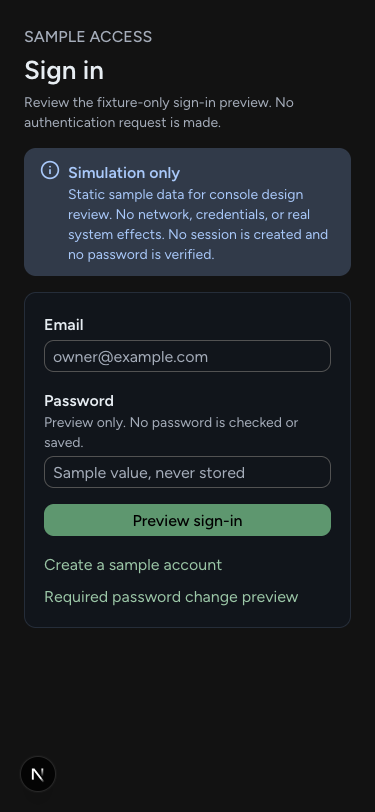 SAMPLE ACCESS
Sign in
Review the fixture-only sign-in preview. No
authentication request is made.
Simulation only
Static sample data for console design
review. No network, credentials, or real
system effects. No session is created and
no password is verified.
Email
owner@example.com
Password
Preview only. No password is checked or
saved.
Sample value, never stored
Preview sign-in
Create a sample account
Required password change preview
N